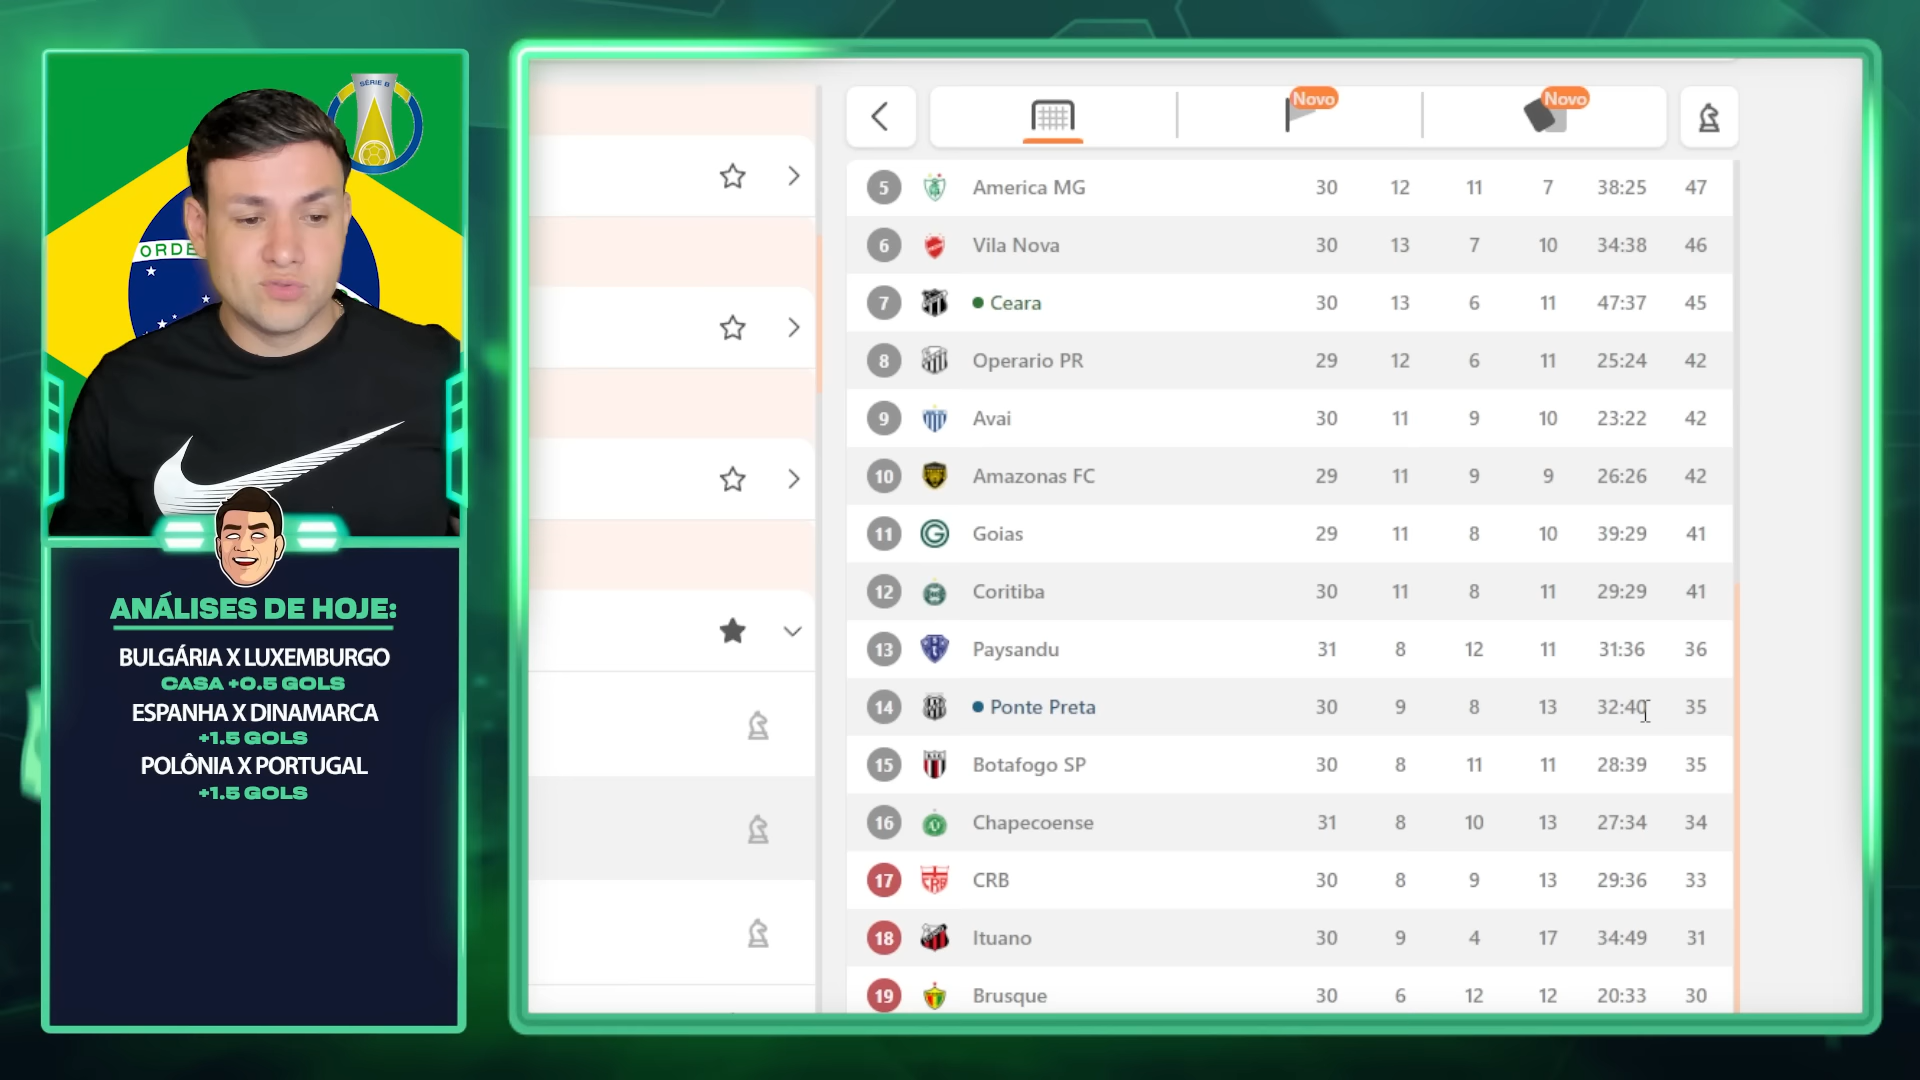 SÉRIE B
ORDE
ANÁLISES DE HOJE:
BULGÁRIA X LUXEMBURGO
CASA +0.5 GOLS
ESPANHA X DINAMARCA
+1.5 GOLS
POLÔNIA X PORTUGAL
+1.5 GOLS
Novo
Novo
5 America MG 30 12 11 7 38:25 47
6 Vila Nova 30 13 7 10 34:38 46
7 Ceara 30 13 6 11 47:37 45
8 Operario PR 29 12 6 11 25:24 42
9 Avai 30 11 9 10 23:22 42
10 Amazonas FC 29 11 9 9 26:26 42
11 Goias 29 11 8 10 39:29 41
12 Coritiba 30 11 8 11 29:29 41
13 Paysandu 31 8 12 11 31:36 36
14 Ponte Preta 30 9 8 13 32:40 35
15 Botafogo SP 30 8 11 11 28:39 35
16 Chapecoense 31 8 10 13 27:34 34
17 CRB 30 8 9 13 29:36 33
18 Ituano 30 9 4 17 34:49 31
19 Brusque 30 6 12 12 20:33 30